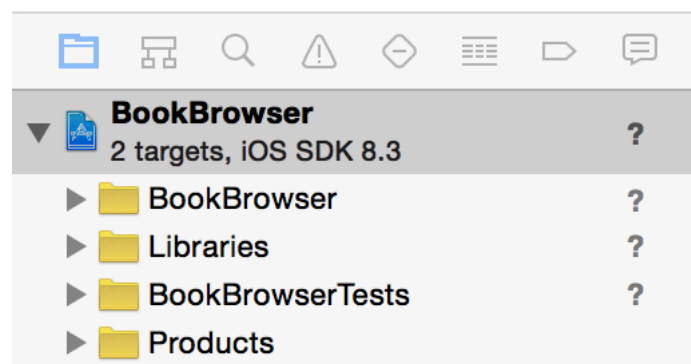 BookBrowser
2 targets, iOS SDK 8.3
?
BookBrowser
?
Libraries
?
BookBrowserTests
?
Products